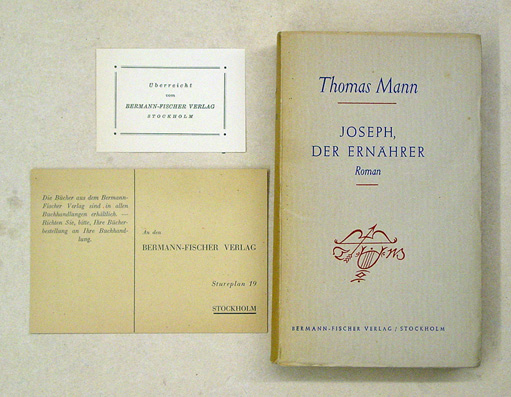 Überreicht
vom
BERMANN-FISCHER VERLAG
STOCKHOLM
Die Bücher aus dem Bermann-
Fischer Verlag sind in allen
Buchhandlungen erhältlich. —
Richten Sie, bitte, Ihre Bücher-
bestellung an Ihre Buchhand-
lung.
An den
BERMANN-FISCHER VERLAG
Stureplan 19
STOCKHOLM
Thomas Mann
JOSEPH,
DER ERNÄHRER
Roman
T M
BERMANN-FISCHER VERLAG / STOCKHOLM